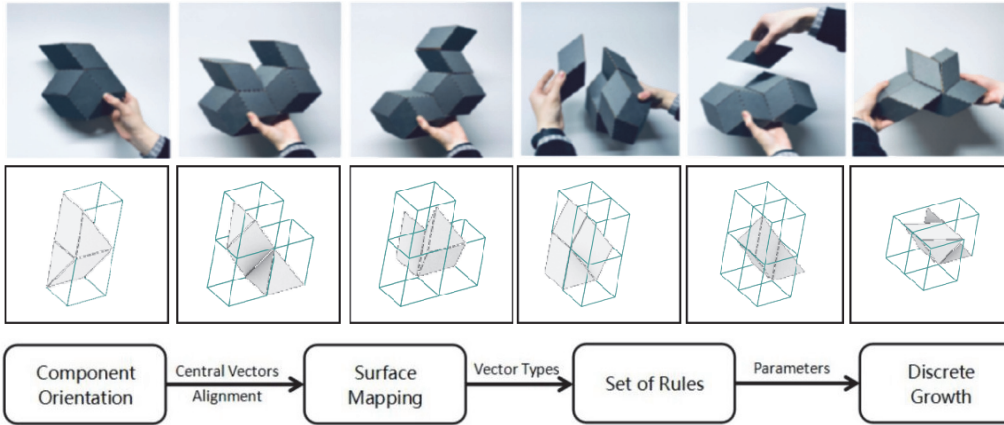 Component
Orientation
Central Vectors
Alignment
Surface
Mapping
Vector Types
Set of Rules
Parameters
Discrete
Growth